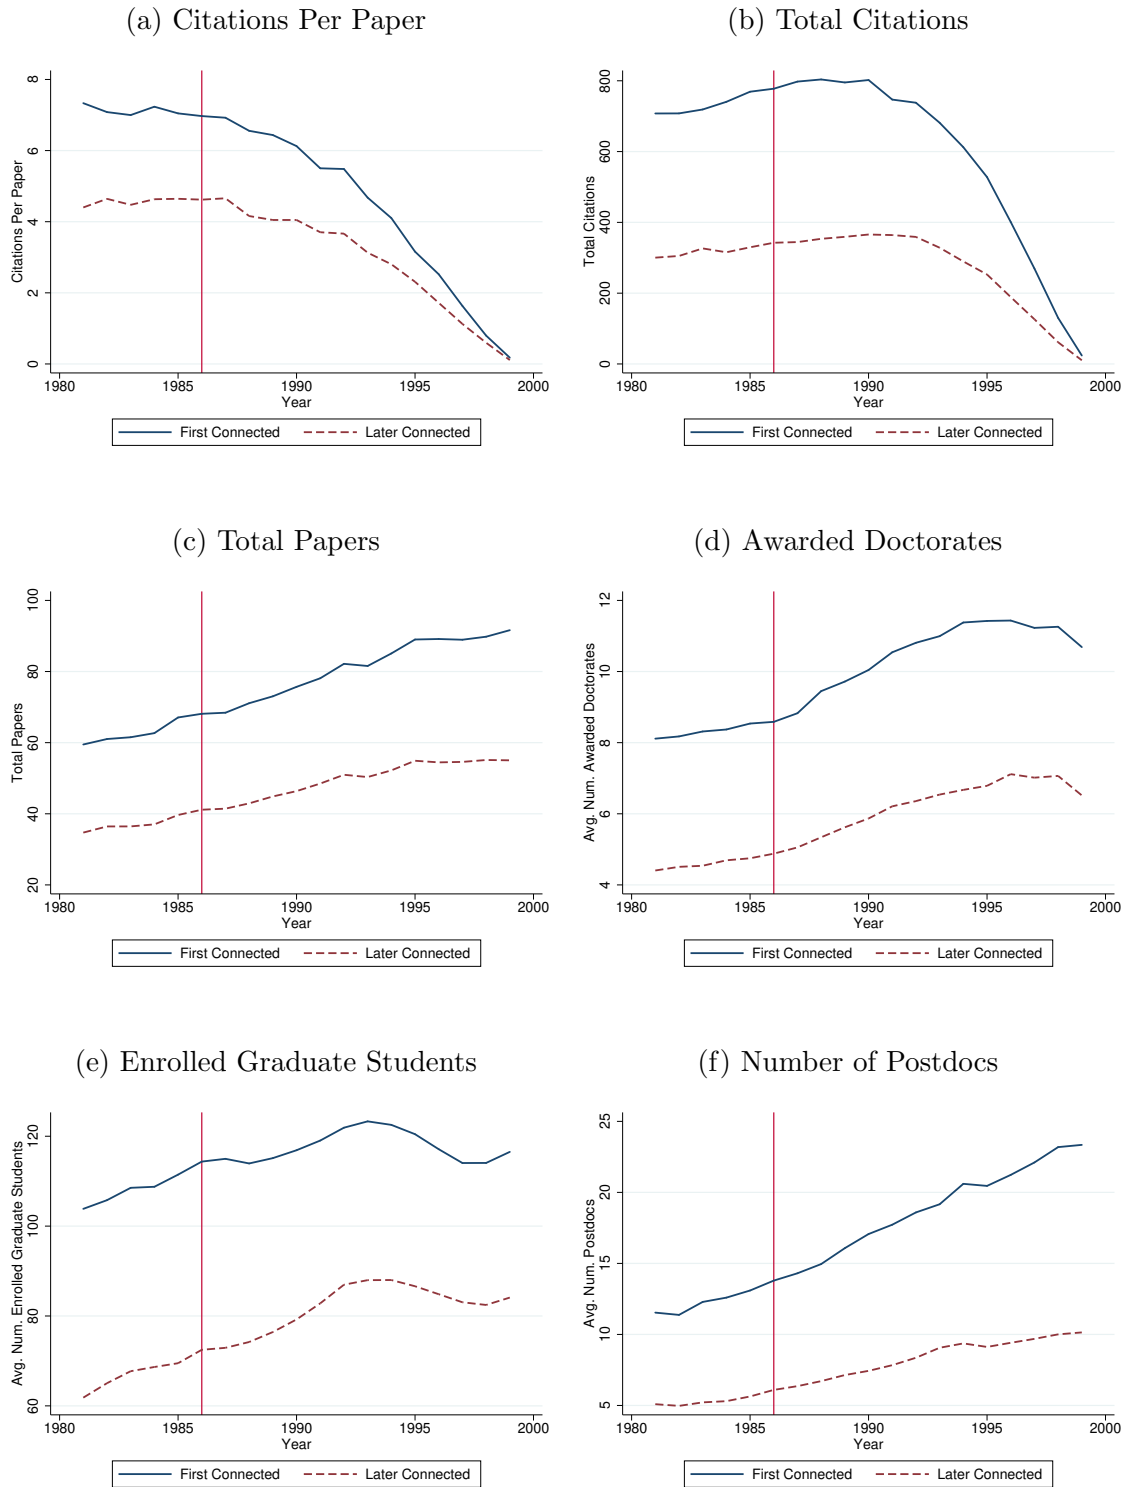 (a) Citations Per Paper
Citations Per Paper
8
6
4
2
0
1980 1985 1990 1995 2000
Year
First Connected Later Connected
(b) Total Citations
Total Citations
800
600
400
200
0
1980 1985 1990 1995 2000
Year
First Connected Later Connected
(c) Total Papers
Total Papers
100
80
60
40
20
1980 1985 1990 1995 2000
Year
First Connected Later Connected
(d) Awarded Doctorates
Avg. Num. Awarded Doctorates
12
10
8
6
4
1980 1985 1990 1995 2000
Year
First Connected Later Connected
(e) Enrolled Graduate Students
Avg. Num. Enrolled Graduate Students
120
100
80
60
1980 1985 1990 1995 2000
Year
First Connected Later Connected
(f) Number of Postdocs
Avg. Num. Postdocs
25
20
15
10
5
1980 1985 1990 1995 2000
Year
First Connected Later Connected